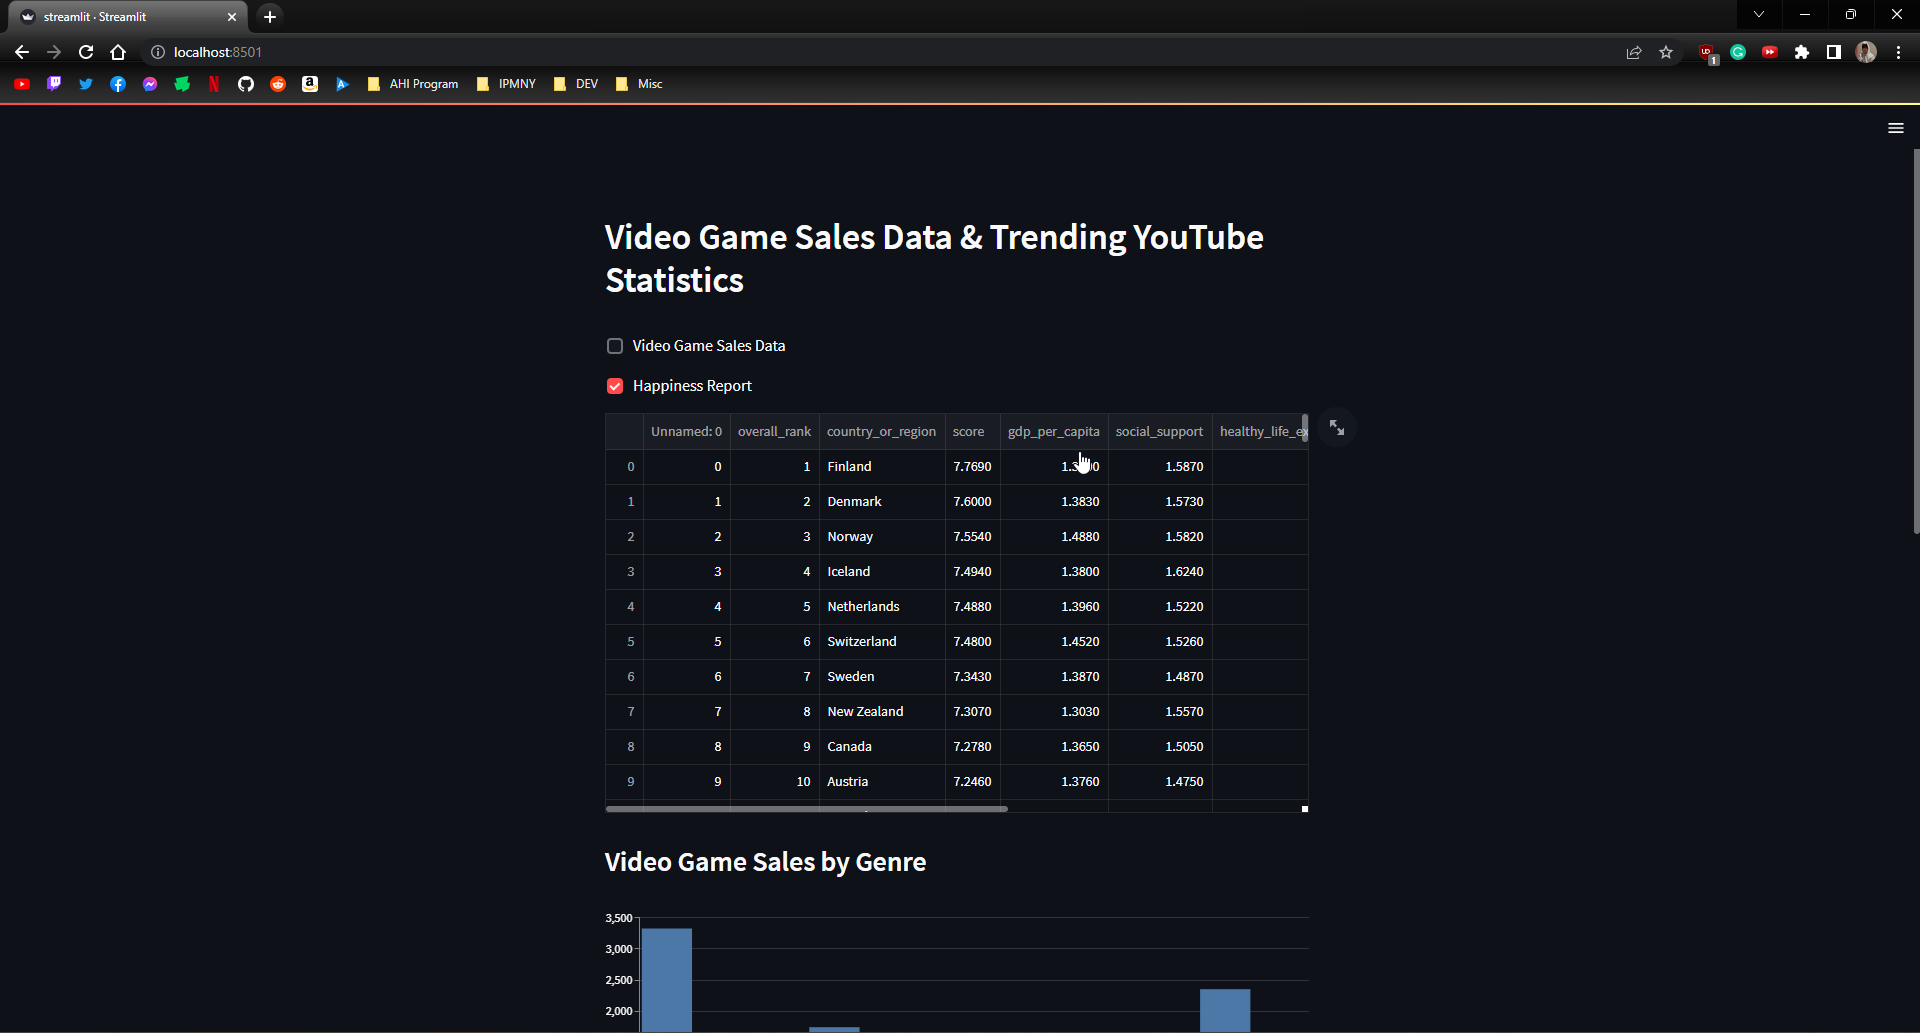 streamlit · Streamlit
localhost:8501
AHI Program IPMNY DEV Misc
Video Game Sales Data & Trending YouTube
Statistics
Video Game Sales Data
Happiness Report
Unnamed: 0 overall_rank country_or_region score gdp_per_capita social_support
0 0 1 Finland 7.7690 1.5870
1 1 2 Denmark 7.6000 1.3830 1.5730
2 2 3 Norway 7.5540 1.4880 1.5820
3 3 4 Iceland 7.4940 1.3800 1.6240
4 4 5 Netherlands 7.4880 1.3960 1.5220
5 5 6 Switzerland 7.4800 1.4520 1.5260
6 6 7 Sweden 7.3430 1.3870 1.4870
7 7 8 New Zealand 7.3070 1.3030 1.5570
8 8 9 Canada 7.2780 1.3650 1.5050
9 9 10 Austria 7.2460 1.3760 1.4750
Video Game Sales by Genre
3,500
3,000
2,500
2,000